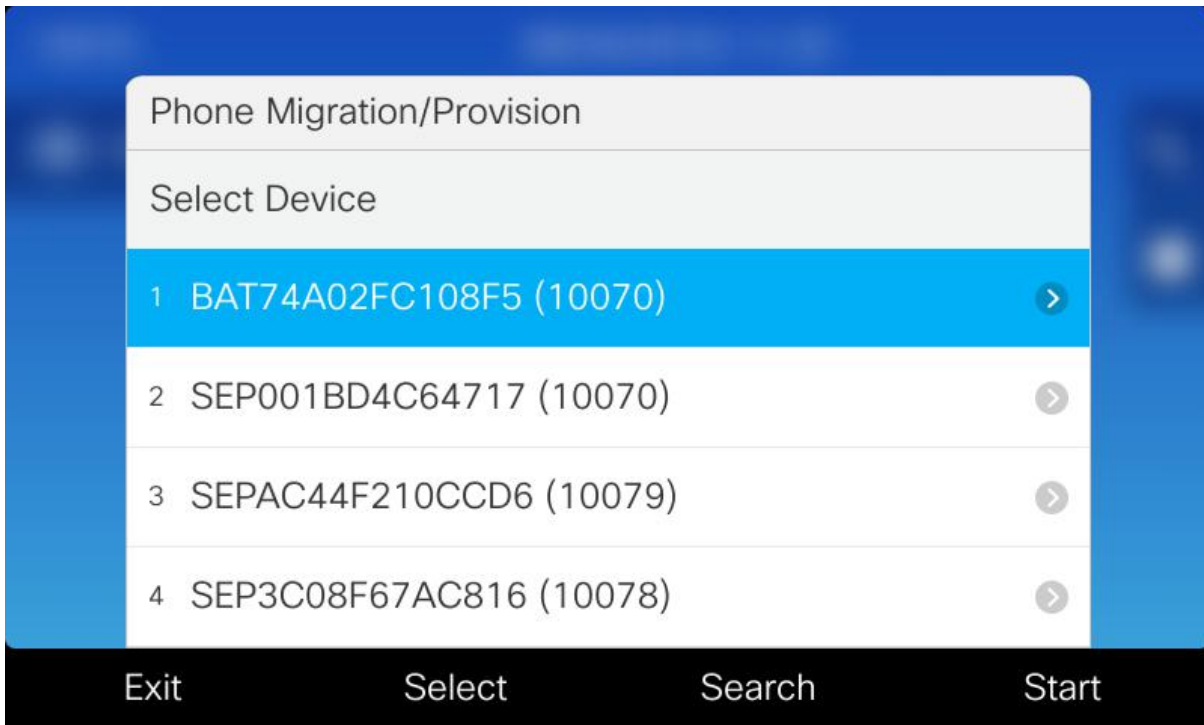 Phone Migration/Provision
Select Device
1 BAT74A02FC108F5 (10070)
2 SEP001BD4C64717 (10070)
3 SEPAC44F210CCD6 (10079)
4 SEP3C08F67AC816 (10078)
Exit Select Search Start